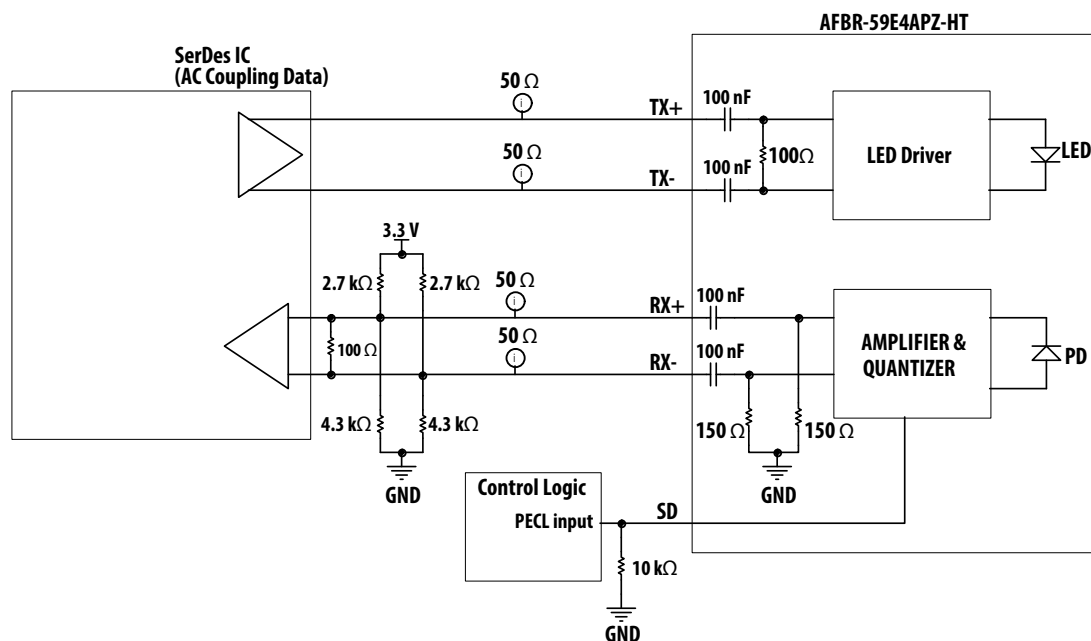 AFBR-59E4APZ-HT
SerDes IC
(AC Coupling Data)
50 Ω
TX+
100 nF
50 Ω
TX-
100 nF
100Ω
LED Driver
LED
3.3 V
2.7 kΩ
2.7 kΩ
50 Ω
RX+
100 nF
100 Ω
50 Ω
RX-
100 nF
AMPLIFIER &
QUANTIZER
PD
4.3 kΩ
4.3 kΩ
150 Ω
150 Ω
GND
GND
Control Logic
PECL input
SD
10 kΩ
GND